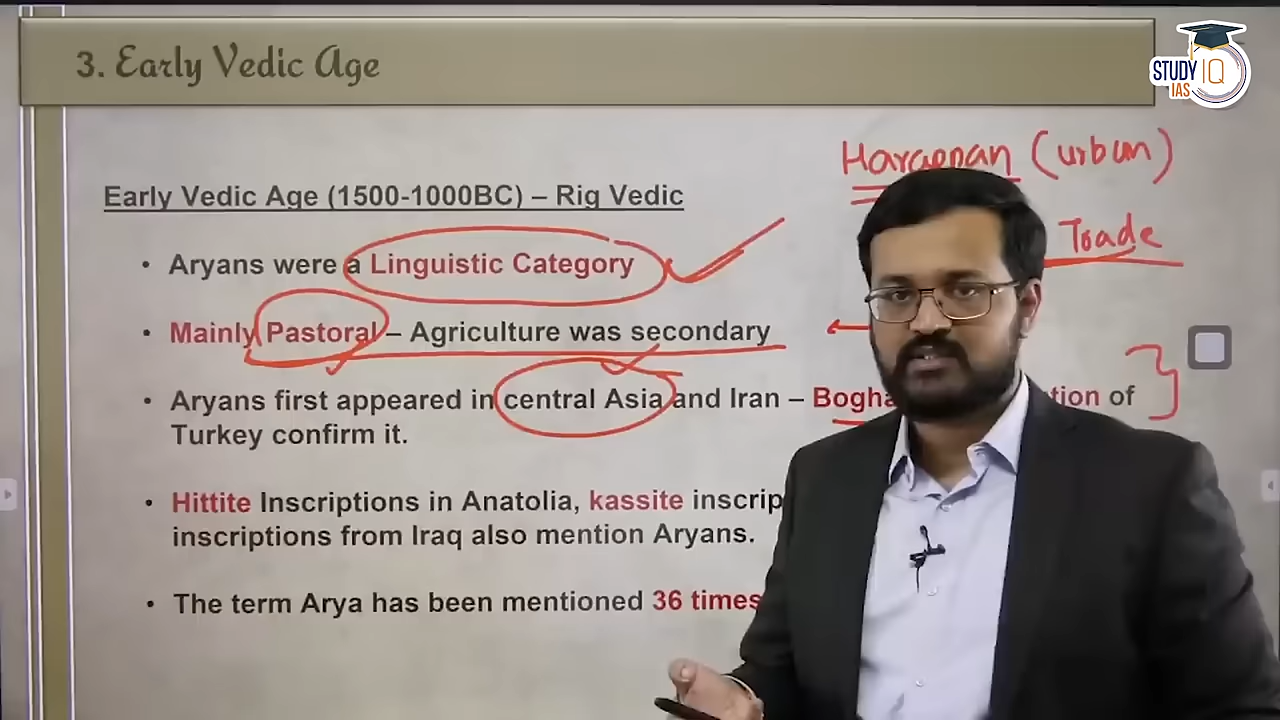 3. Early Vedic Age
STUDY IQ
IAS
Harappan (urban)
Early Vedic Age (1500-1000BC) – Rig Vedic
Trade
• Aryans were a Linguistic Category
• Mainly Pastoral – Agriculture was secondary
• Aryans first appeared in central Asia and Iran – of
Turkey confirm it.
• Hittite Inscriptions in Anatolia, kassite
inscriptions from Iraq also mention Aryans.
• The term Arya has been mentioned 36 times